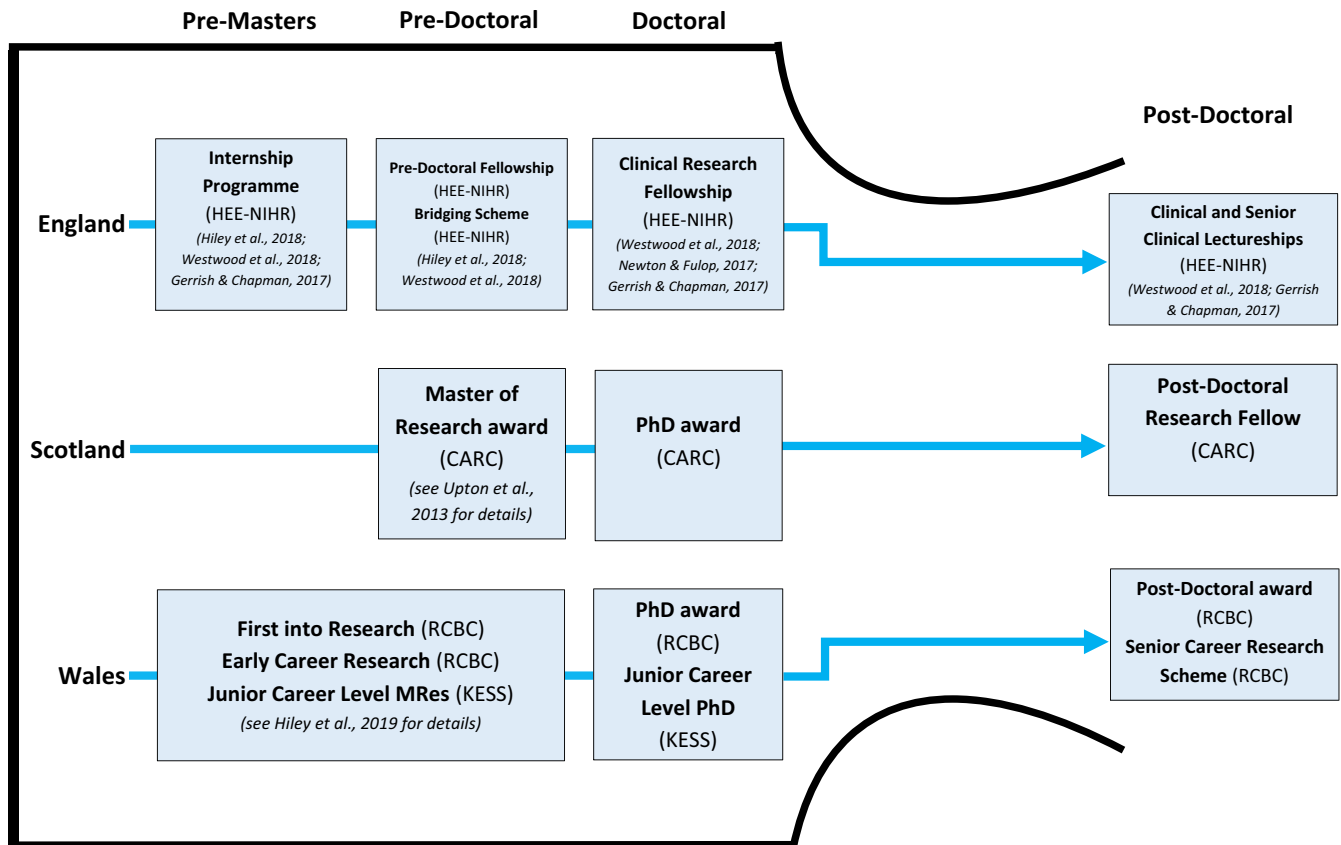 Pre-Masters
Pre-Doctoral
Doctoral
Post-Doctoral
England
Internship
Programme
(HEE-NIHR)
(Hiley et al., 2018;
Westwood et al., 2018;
Gerrish & Chapman, 2017)
Pre-Doctoral Fellowship
(HEE-NIHR)
Bridging Scheme
(HEE-NIHR)
(Hiley et al., 2018;
Westwood et al., 2018)
Clinical Research
Fellowship
(HEE-NIHR)
(Westwood et al., 2018;
Newton & Fulop, 2017;
Gerrish & Chapman, 2017)
Clinical and Senior
Clinical Lectureships
(HEE-NIHR)
(Westwood et al., 2018; Gerrish
& Chapman, 2017)
Scotland
Master of
Research award
(CARC)
(see Upton et al.,
2013 for details)
PhD award
(CARC)
Post-Doctoral
Research Fellow
(CARC)
Wales
First into Research (RCBC)
Early Career Research (RCBC)
Junior Career Level MRes (KESS)
(see Hiley et al., 2019 for details)
PhD award
(RCBC)
Junior Career
Level PhD
(KESS)
Post-Doctoral award
(RCBC)
Senior Career Research
Scheme (RCBC)